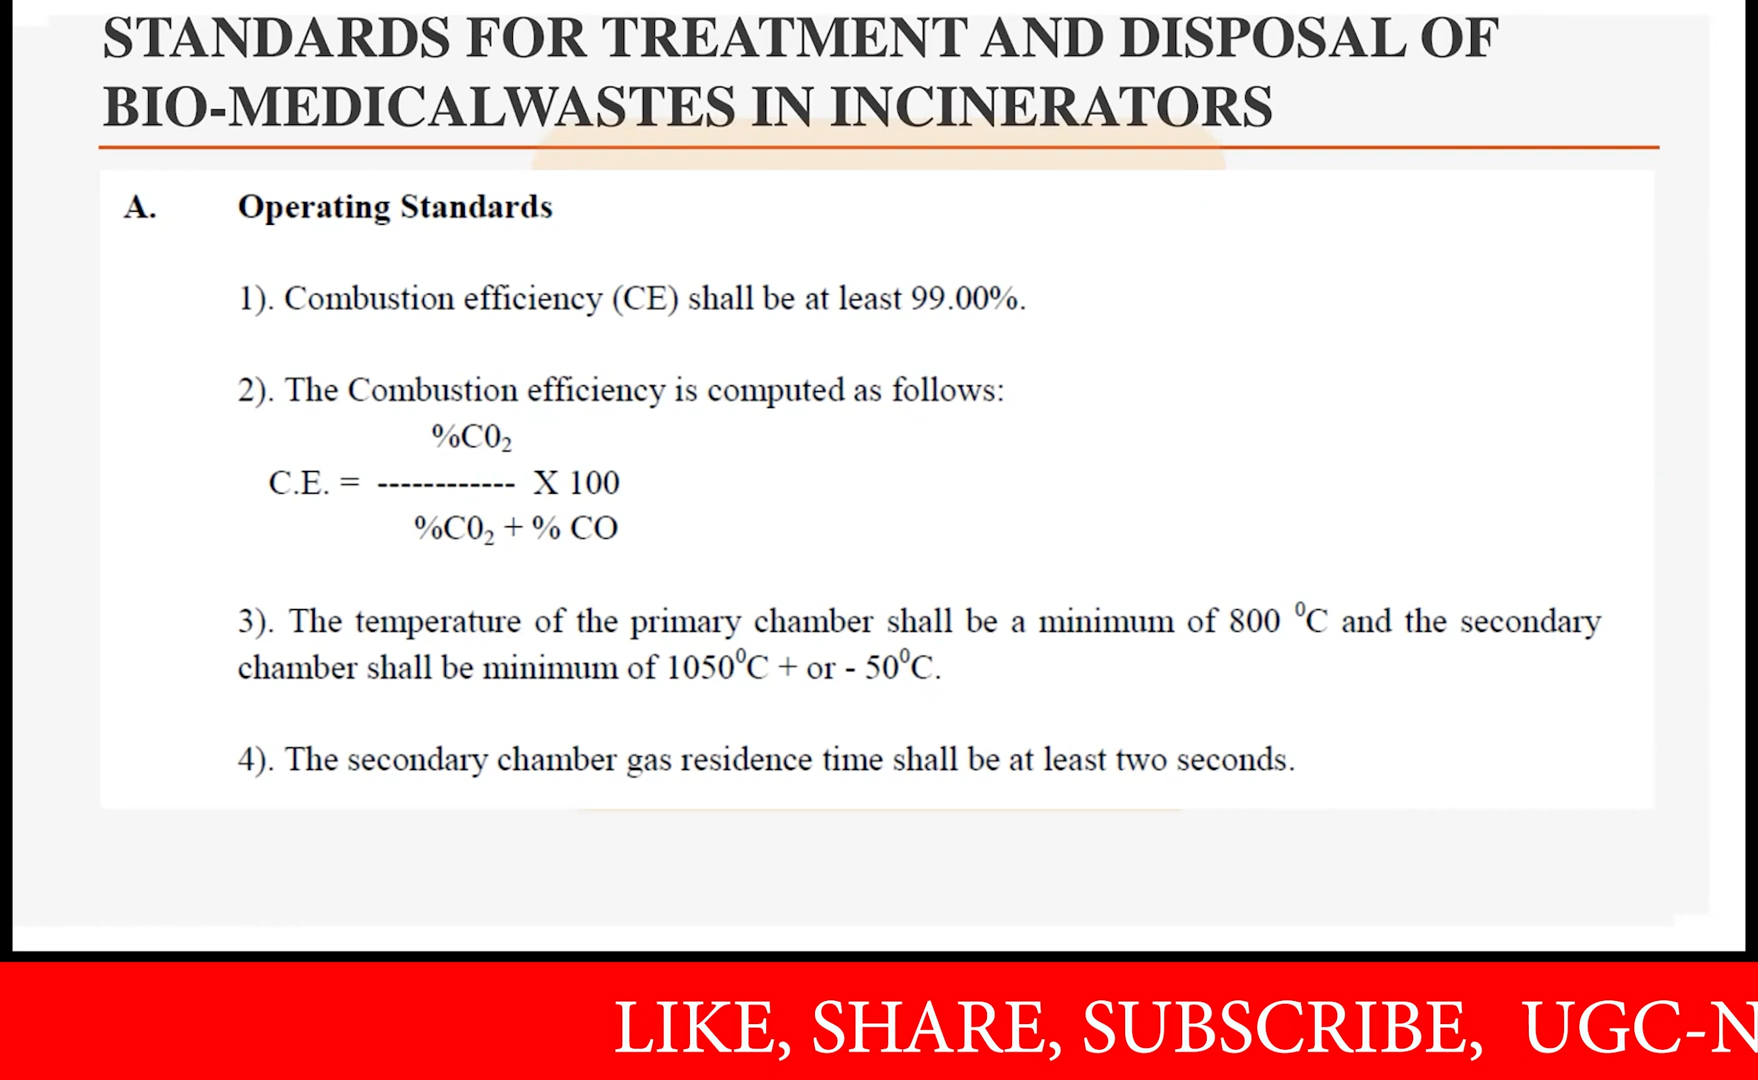 STANDARDS FOR TREATMENT AND DISPOSAL OF
BIO-MEDICALWASTES IN INCINERATORS
A. Operating Standards
1). Combustion efficiency (CE) shall be at least 99.00%.
2). The Combustion efficiency is computed as follows:
%C0₂
C.E. = ------------ X 100
%C0₂ + % CO
3). The temperature of the primary chamber shall be a minimum of 800 ⁰C and the secondary
chamber shall be minimum of 1050⁰C + or - 50⁰C.
4). The secondary chamber gas residence time shall be at least two seconds.
LIKE, SHARE, SUBSCRIBE, UGC-N